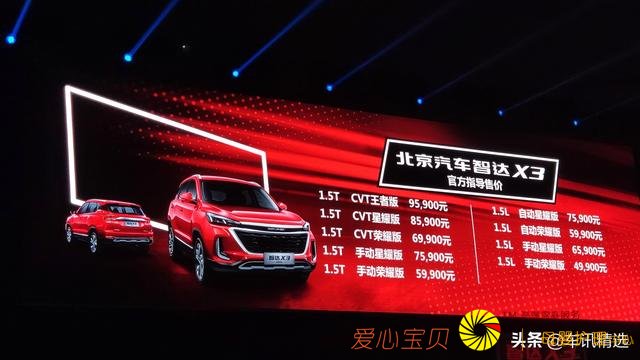 北京汽车智达X3
官方指导售价
1.5T CVT王者版 95,900元
1.5T CVT星耀版 85,900元
1.5T CVT荣耀版 69,900元
1.5T 手动星耀版 75,900元
1.5T 手动荣耀版 59,900元
1.5L 自动星耀版 75,900元
1.5L 自动荣耀版 59,900元
1.5L 手动星耀版 65,900元
1.5L 手动荣耀版 49,900元
智达X3
爱心宝贝
头条 @车讯精选